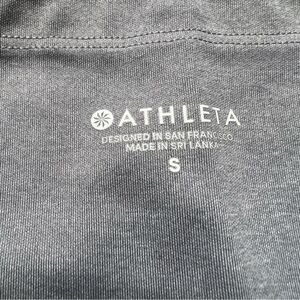 ATHLETA
DESIGNED IN SAN FRANCISCO
MADE IN SRI LANKA
S